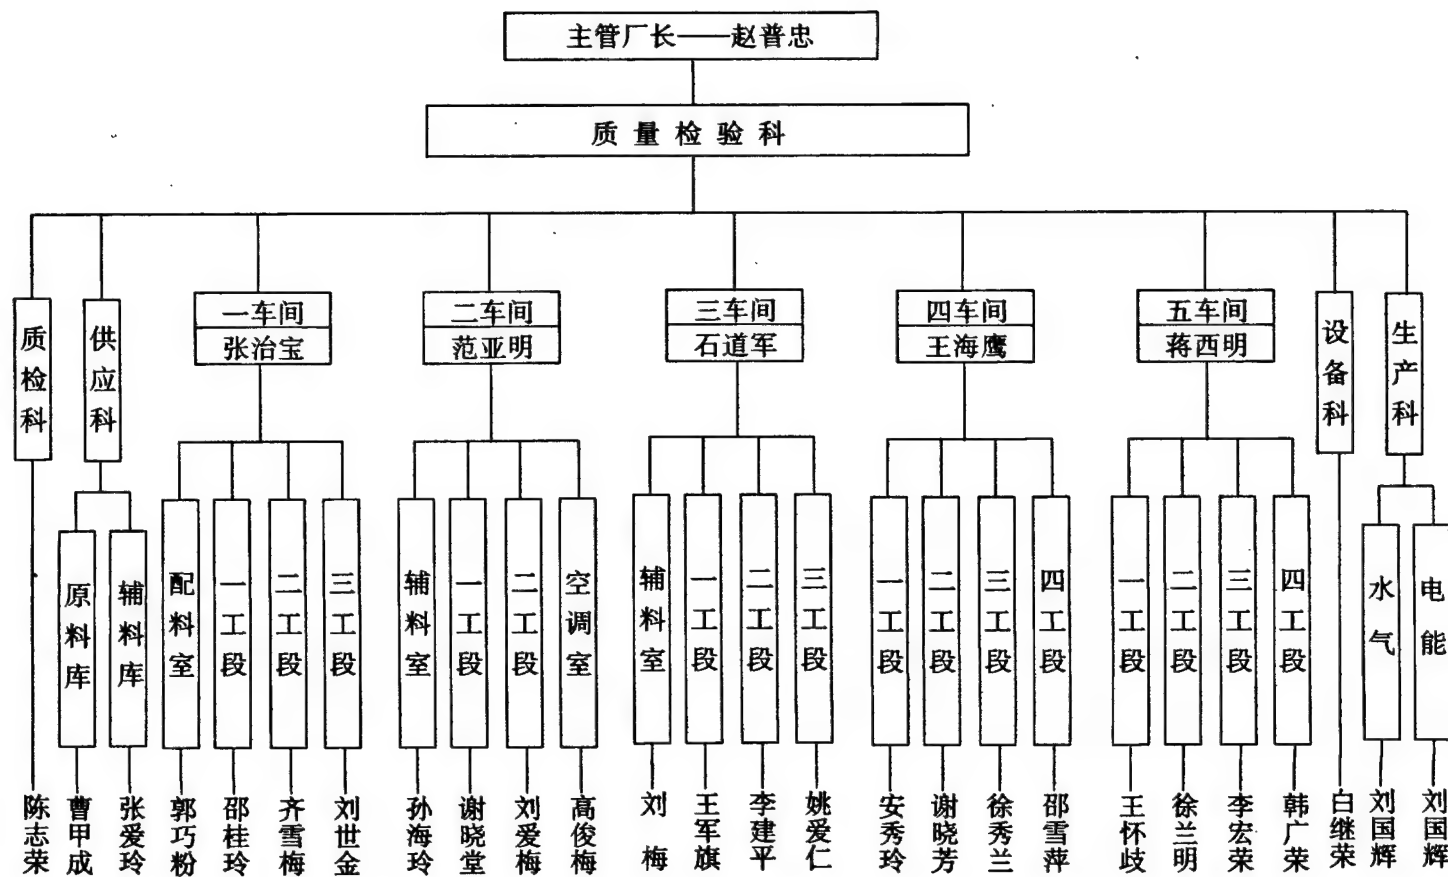 主管厂长——赵普忠
质量检验科
质检科
供应科
一车间
张治宝
二车间
范亚明
三车间
石道军
四车间
王海鹰
五车间
蒋西明
设备科
生产科
原料库
辅料库
配料室
一工段
二工段
三工段
辅料室
一工段
二工段
空调室
辅料室
一工段
二工段
三工段
一工段
二工段
三工段
四工段
一工段
二工段
三工段
四工段
水气
电能
陈志荣
曹甲成
张爱玲
郭巧粉
邵桂玲
齐雪梅
刘世金
孙海玲
谢晓堂
刘爱梅
高俊梅
刘梅
王军旗
李建平
姚爱仁
安秀玲
谢晓芳
徐秀兰
邵雪萍
王怀歧
徐兰明
李宏荣
韩广荣
白继荣
刘国辉
刘国辉